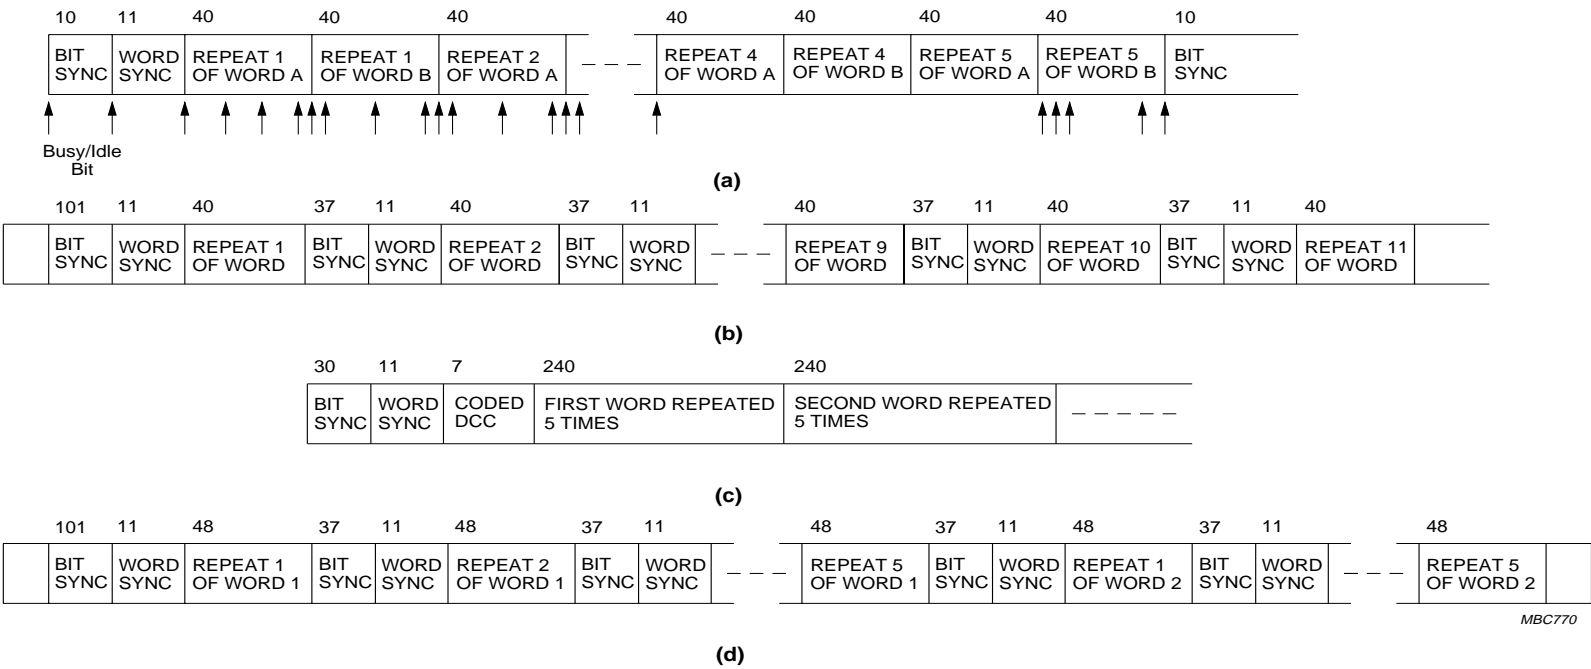 10 11 40 40 40 40 40 40 40 10
BIT SYNC WORD SYNC REPEAT 1 OF WORD A REPEAT 1 OF WORD B REPEAT 2 OF WORD A REPEAT 4 OF WORD A REPEAT 4 OF WORD B REPEAT 5 OF WORD A REPEAT 5 OF WORD B BIT SYNC
Busy/Idle
Bit
(a)
101 11 40 37 11 40 37 11 40 37 11 40 37 11 40
BIT SYNC WORD SYNC REPEAT 1 OF WORD BIT SYNC WORD SYNC REPEAT 2 OF WORD BIT SYNC WORD SYNC REPEAT 9 OF WORD BIT SYNC WORD SYNC REPEAT 10 OF WORD BIT SYNC WORD SYNC REPEAT 11 OF WORD
(b)
30 11 7 240 240
BIT SYNC WORD SYNC CODED DCC FIRST WORD REPEATED 5 TIMES SECOND WORD REPEATED 5 TIMES
(c)
101 11 48 37 11 48 37 11 48 37 11 48 37 11 48
BIT SYNC WORD SYNC REPEAT 1 OF WORD 1 BIT SYNC WORD SYNC REPEAT 2 OF WORD 1 BIT SYNC WORD SYNC REPEAT 5 OF WORD 1 BIT SYNC WORD SYNC REPEAT 1 OF WORD 2 BIT SYNC WORD SYNC REPEAT 5 OF WORD 2
MBC770
(d)